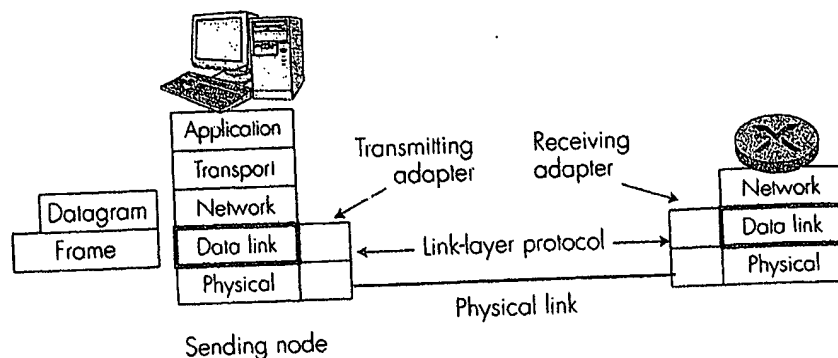 Application
Transport
Network
Data link
Physical
Datagram
Frame
Transmitting
adapter
Receiving
adapter
Link-layer protocol
Physical link
Network
Data link
Physical
Sending node